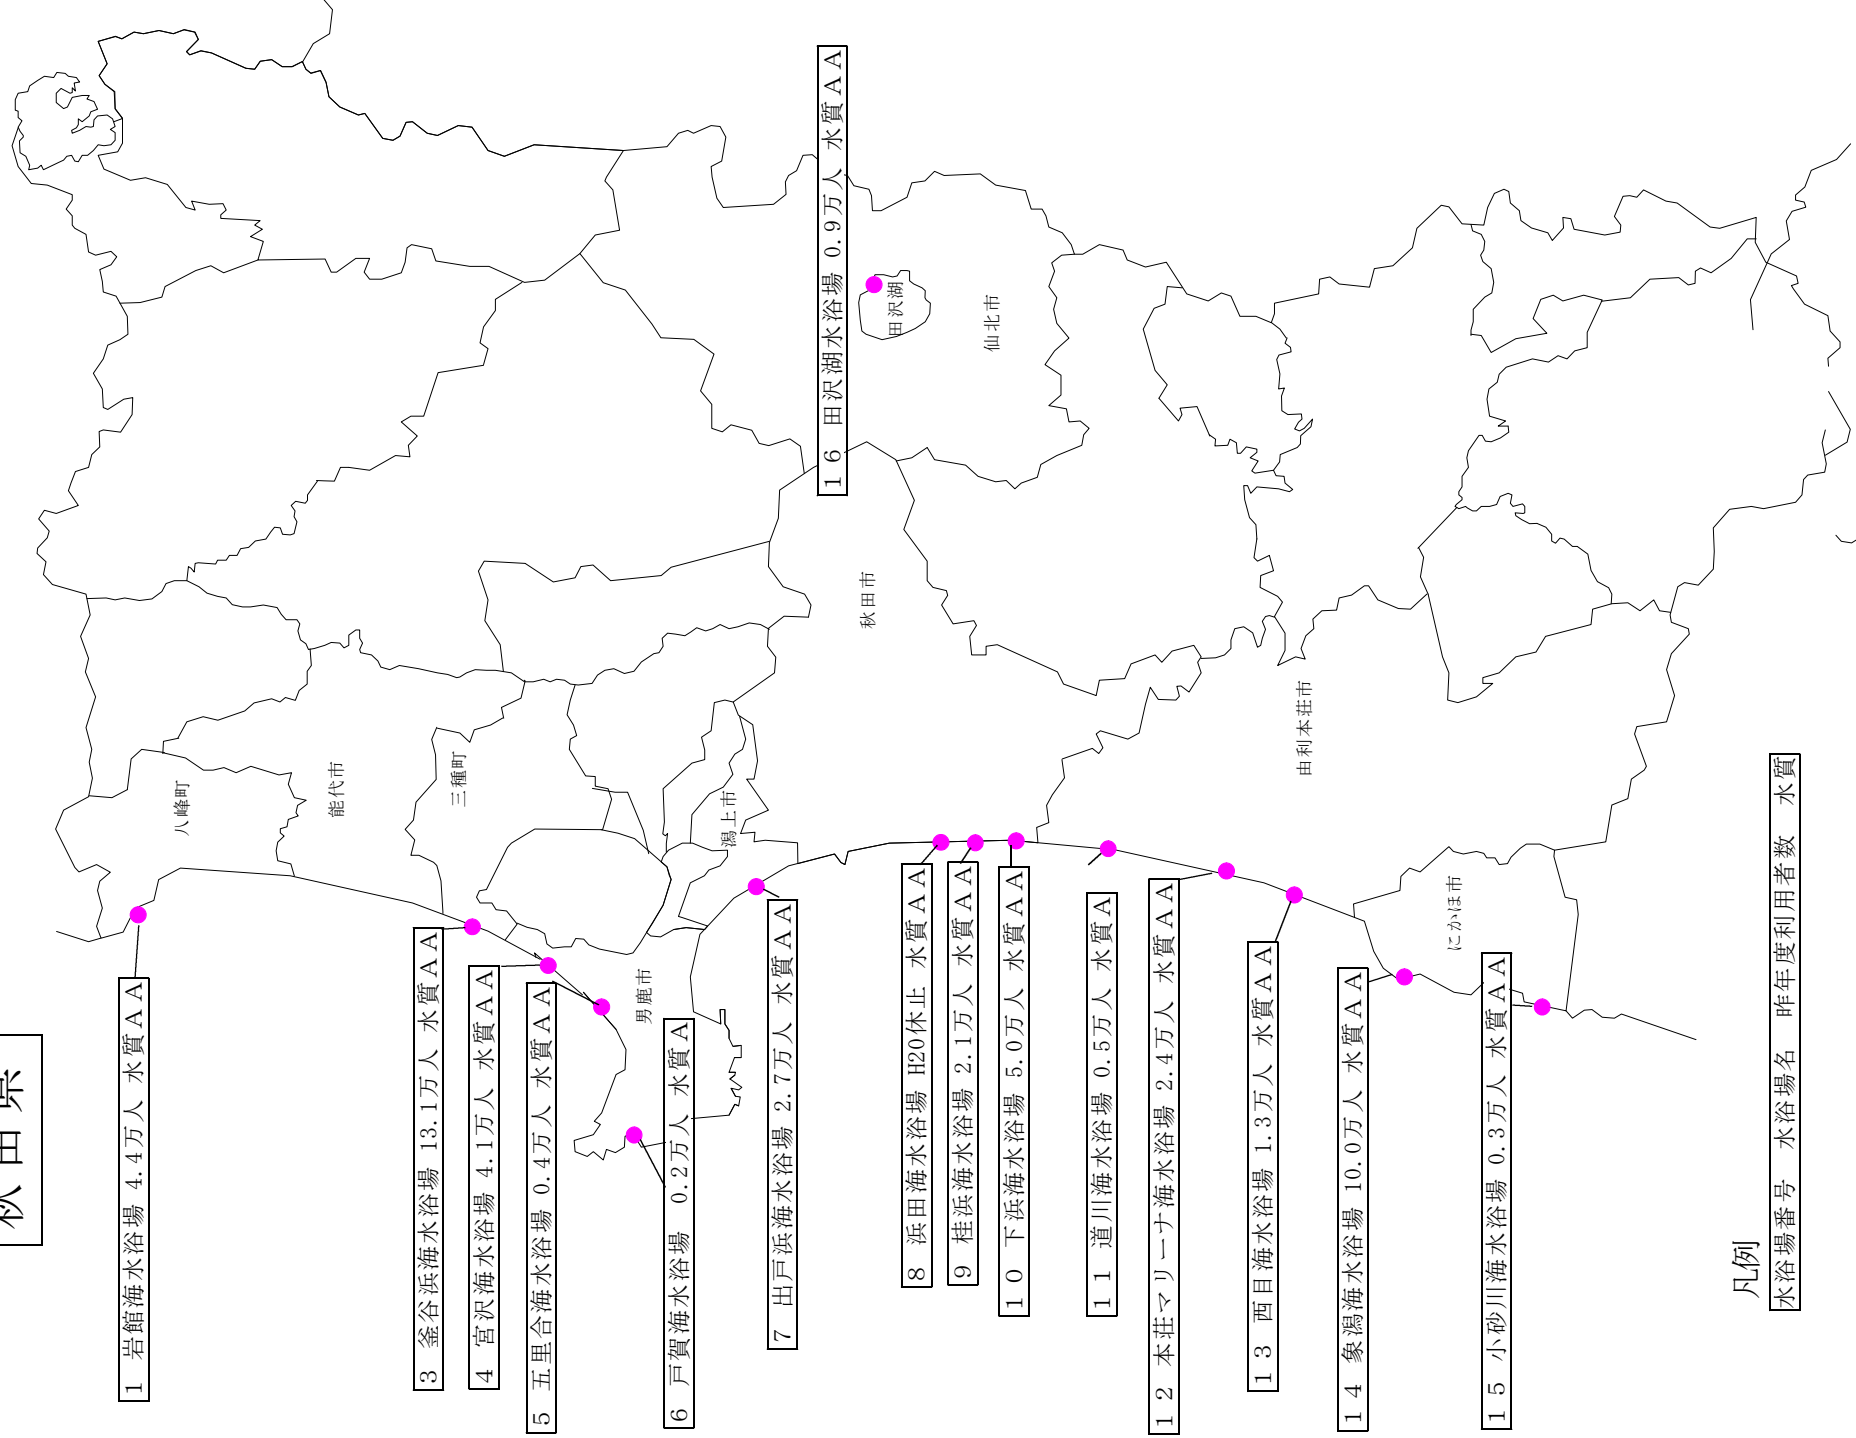 秋田県
1 岩館海水浴場 4.4万人 水質AA
3 釜谷浜海水浴場 13.1万人 水質AA
4 宮沢海水浴場 4.1万人 水質AA
5 五里合海水浴場 0.4万人 水質AA
6 戸賀海水浴場 0.2万人 水質A
7 出戸浜海水浴場 2.7万人 水質AA
8 浜田海水浴場 H20休止 水質AA
9 桂浜海水浴場 2.1万人 水質AA
10 下浜海水浴場 5.0万人 水質AA
11 道川海水浴場 0.5万人 水質A
12 本荘マリーナ海水浴場 2.4万人 水質AA
13 西目海水浴場 1.3万人 水質AA
14 象潟海水浴場 10.0万人 水質AA
15 小砂川海水浴場 0.3万人 水質AA
16 田沢湖水浴場 0.9万人 水質AA
八峰町
能代市
三種町
男鹿市
潟上市
秋田市
田沢湖
仙北市
由利本荘市
にかほ市
凡例
水浴場番号 水浴場名 昨年度利用者数 水質